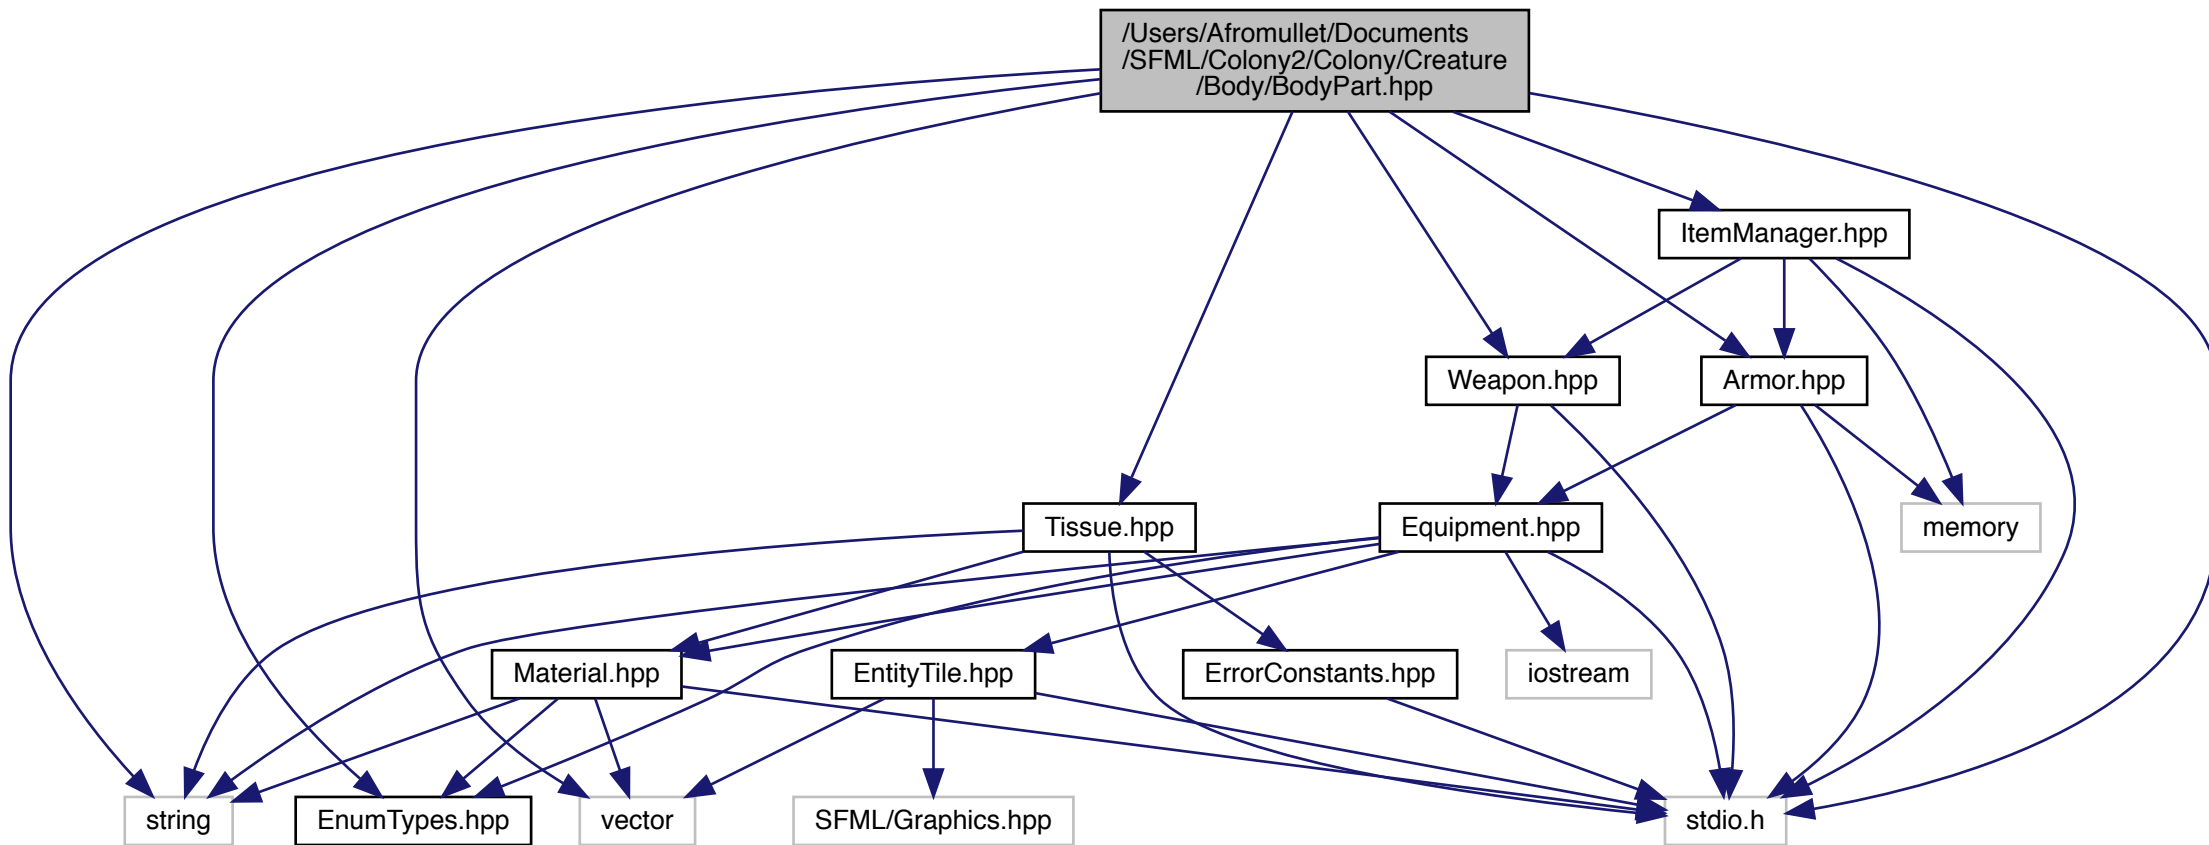 /Users/Afromullet/Documents
/SFML/Colony2/Colony/Creature
/Body/BodyPart.hpp
ItemManager.hpp
Weapon.hpp
Armor.hpp
Tissue.hpp
Equipment.hpp
memory
Material.hpp
EntityTile.hpp
ErrorConstants.hpp
iostream
string
EnumTypes.hpp
vector
SFML/Graphics.hpp
stdio.h